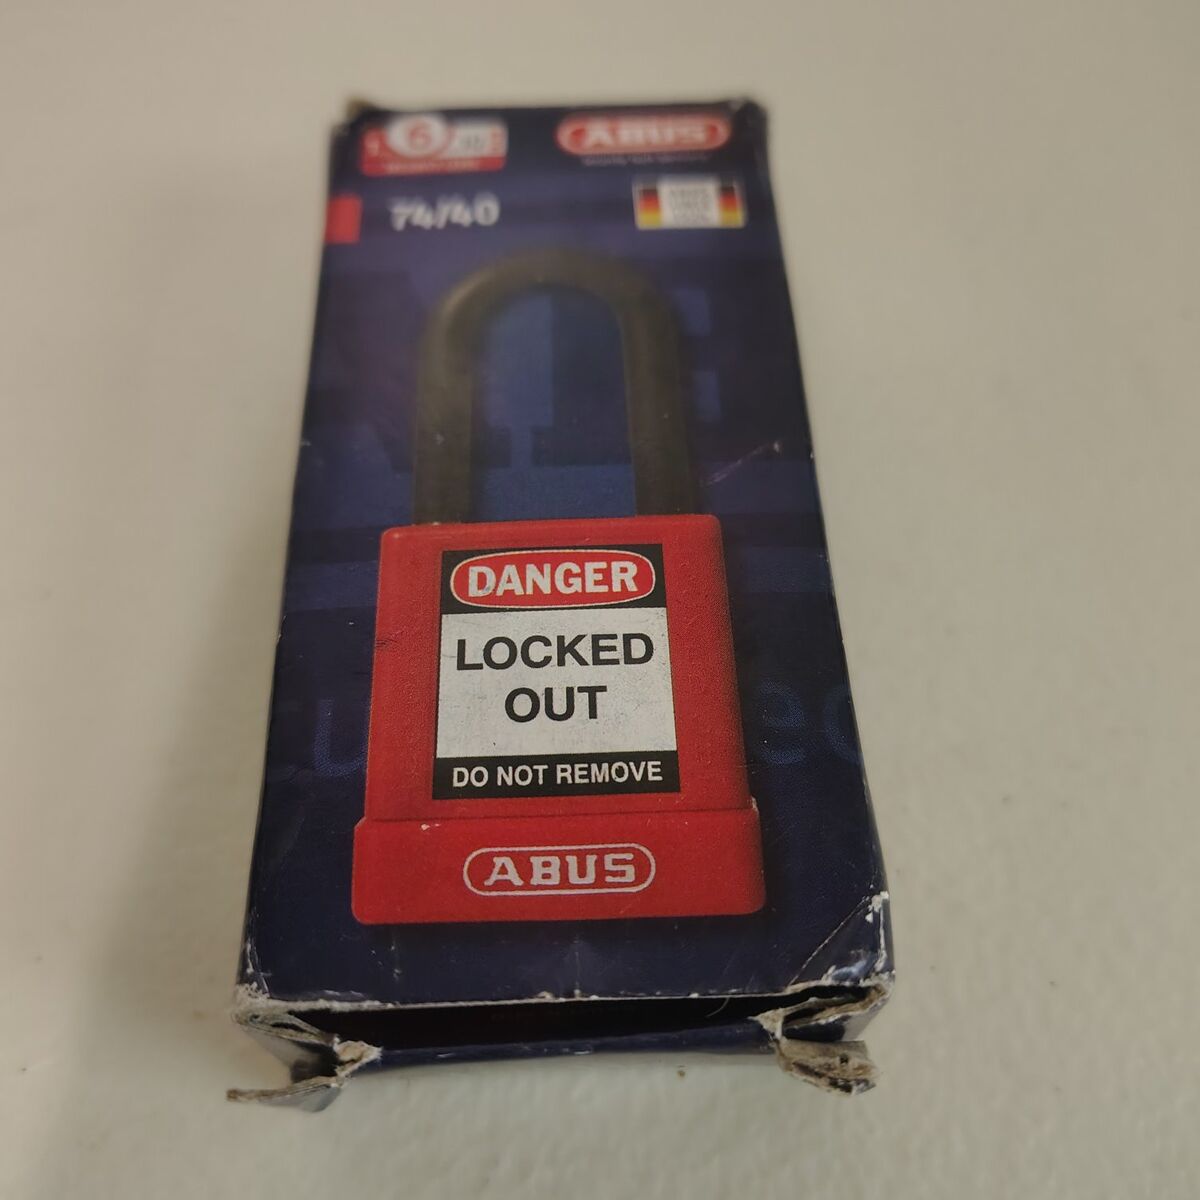 6
ABUS
74/40
DANGER
LOCKED
OUT
DO NOT REMOVE
ABUS